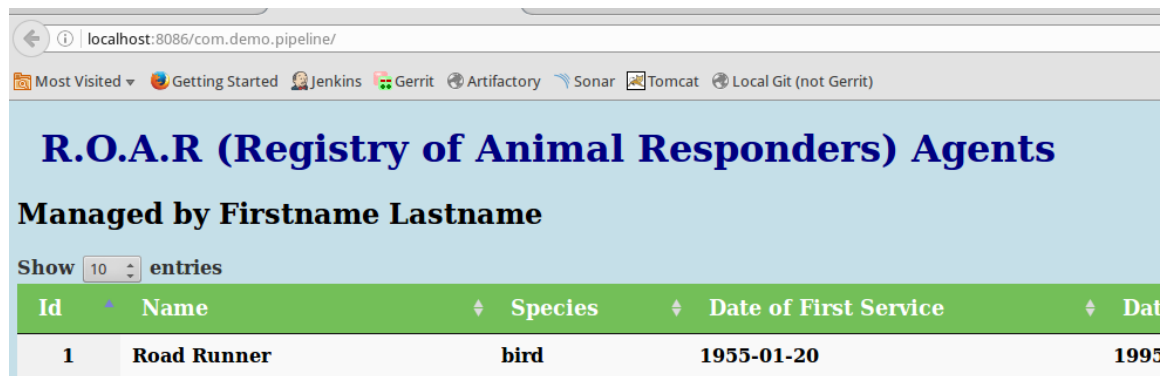 localhost:8086/com.demo.pipeline/
Most Visited Getting Started Jenkins Gerrit Artifactory Sonar Tomcat Local Git (not Gerrit)
R.O.A.R (Registry of Animal Responders) Agents
Managed by Firstname Lastname
Show 10 entries
Id Name Species Date of First Service Dat
1 Road Runner bird 1955-01-20 1995